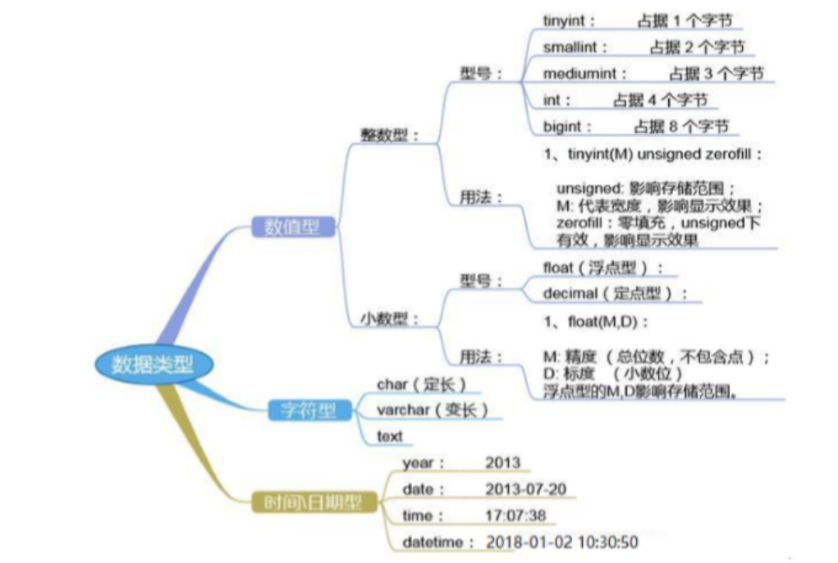 数据类型
数值型
整数型：
型号：
tinyint： 占据 1 个字节
smallint： 占据 2 个字节
mediumint： 占据 3 个字节
int： 占据 4 个字节
bigint： 占据 8 个字节
用法：
1、tinyint(M) unsigned zerofill：
unsigned: 影响存储范围；
M: 代表宽度，影响显示效果；
zerofill：零填充，unsigned下
有效，影响显示效果
小数型：
型号：
float（浮点型）：
decimal（定点型）：
用法：
1、float(M,D)：
M: 精度 （总位数，不包含点）；
D: 标度 （小数位）
浮点型的M,D影响存储范围。
字符型
char（定长）
varchar（变长）
text
时间\日期型
year： 2013
date： 2013-07-20
time： 17:07:38
datetime： 2018-01-02 10:30:50